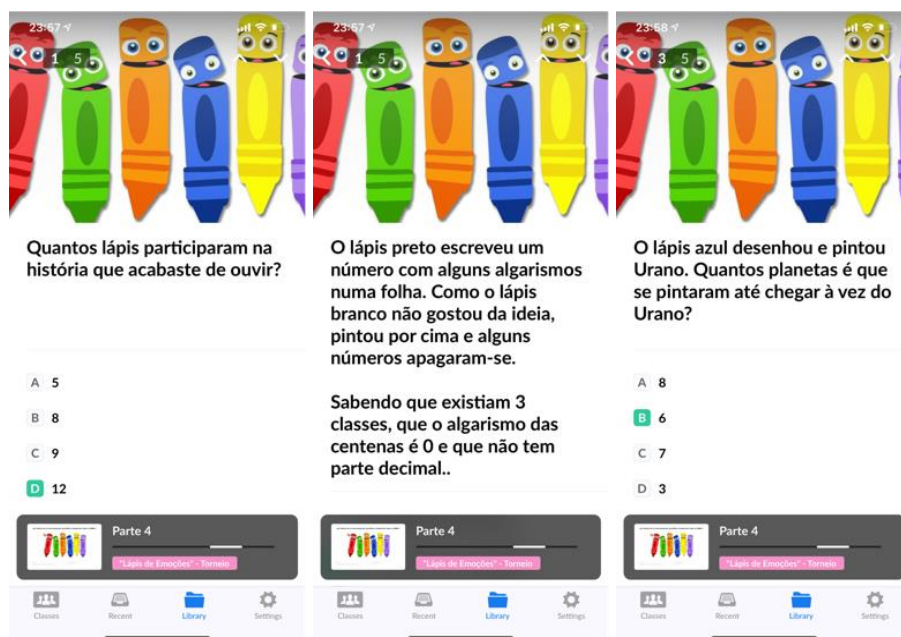 23:57
1 5
Quantos lápis participaram na
história que acabaste de ouvir?
A 5
B 8
C 9
D 12
Parte 4
"Lápis de Emoções" - Torneio
Classes Recent Library Settings
23:57
1 5
O lápis preto escreveu um
número com alguns algarismos
numa folha. Como o lápis
branco não gostou da ideia,
pintou por cima e alguns
números apagaram-se.
Sabendo que existiam 3
classes, que o algarismo das
centenas é 0 e que não tem
parte decimal..
Parte 4
"Lápis de Emoções" - Torneio
Classes Recent Library Settings
23:58
3 5
O lápis azul desenhou e pintou
Urano. Quantos planetas é que
se pintaram até chegar à vez do
Urano?
A 8
B 6
C 7
D 3
Parte 4
"Lápis de Emoções" - Torneio
Classes Recent Library Settings